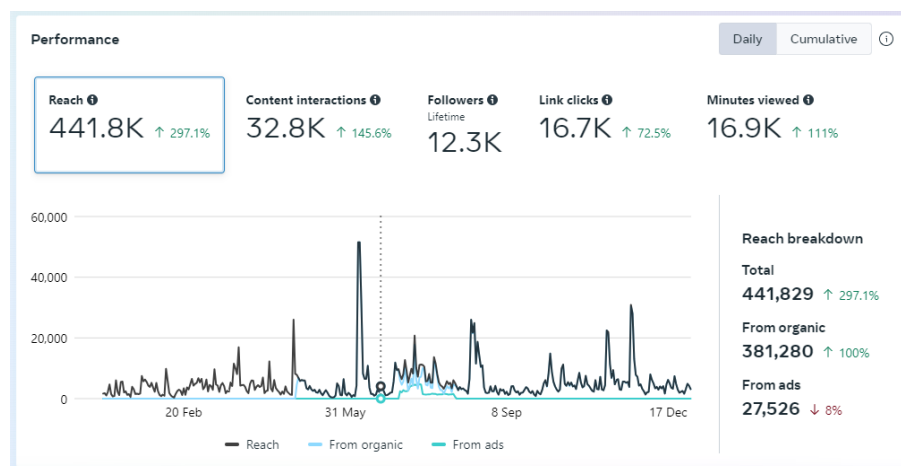 Performance
Daily Cumulative
Reach Content interactions Followers Link clicks Minutes viewed
Lifetime
441.8K ↑ 297.1% 32.8K ↑ 145.6% 12.3K 16.7K ↑ 72.5% 16.9K ↑ 111%
60,000
40,000
20,000
0
20 Feb 31 May 8 Sep 17 Dec
Reach From organic From ads
Reach breakdown
Total
441,829 ↑ 297.1%
From organic
381,280 ↑ 100%
From ads
27,526 ↓ 8%